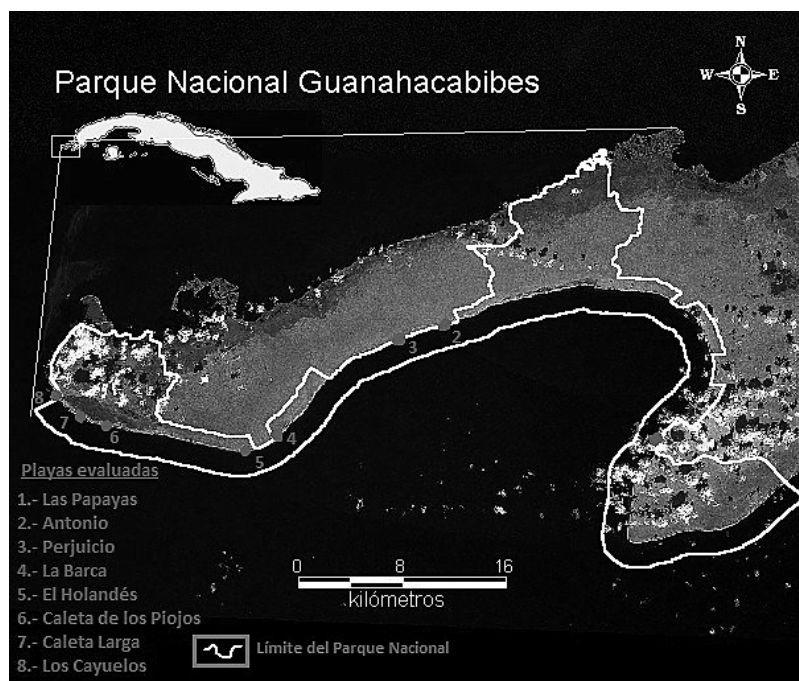 N
W E
S
Parque Nacional Guanahacabibes
2
3
8
7
6
5
4
1
Playas evaluadas
1.- Las Papayas
2.- Antonio
3.- Perjuicio
4.- La Barca
5.- El Holandés
6.- Caleta de los Piojos
7.- Caleta Larga
8.- Los Cayuelos
0 8 16
kilómetros
Límite del Parque Nacional